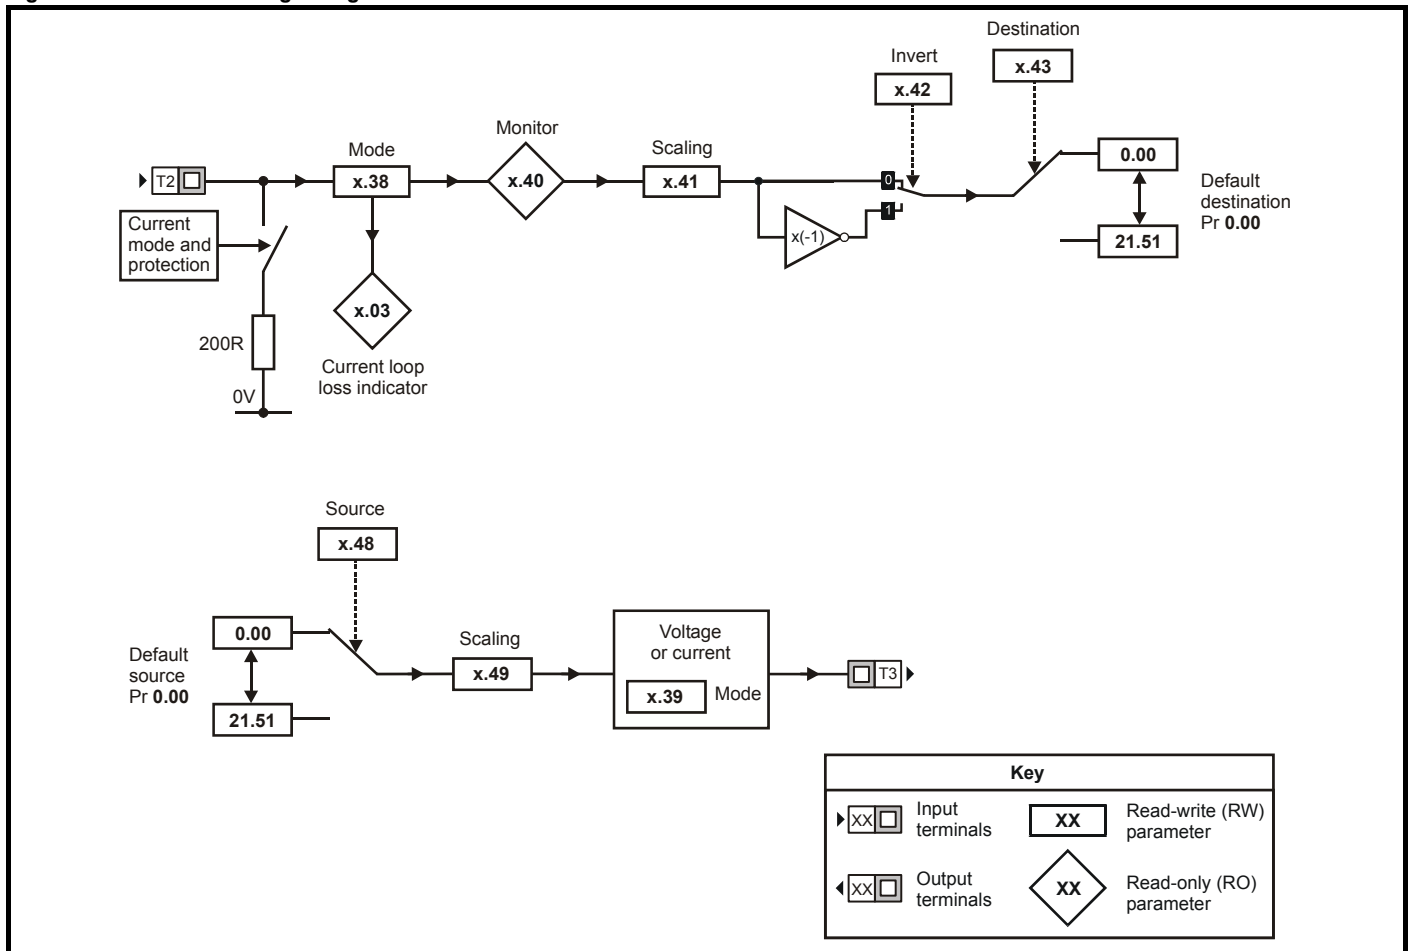 Destination
x.43
Invert
x.42
Monitor
x.40
Mode
x.38
Scaling
x.41
T2
0
1
x(-1)
0.00
21.51
Default
destination
Pr 0.00
Current
mode and
protection
x.03
Current loop
loss indicator
200R
0V
Source
x.48
0.00
21.51
Default
source
Pr 0.00
Scaling
x.49
Voltage
or current
x.39
Mode
T3
Key
XX
Input
terminals
XX
Read-write (RW)
parameter
XX
Output
terminals
XX
Read-only (RO)
parameter